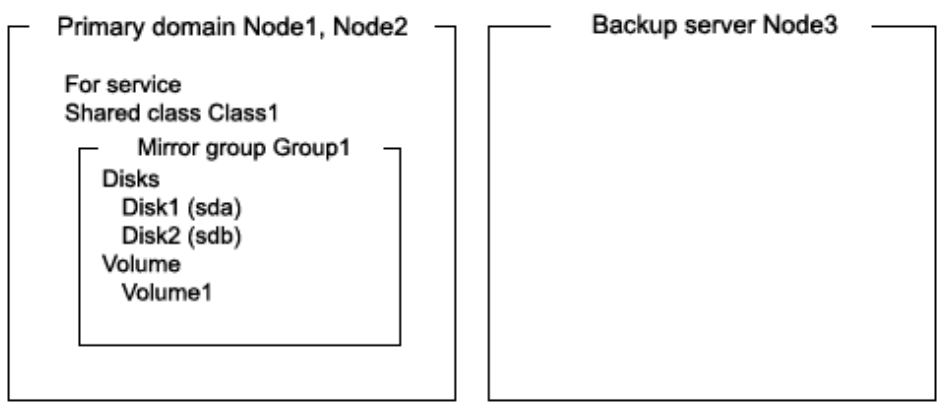 Primary domain Node1, Node2
For service
Shared class Class1
Mirror group Group1
Disks
Disk1 (sda)
Disk2 (sdb)
Volume
Volume1
Backup server Node3